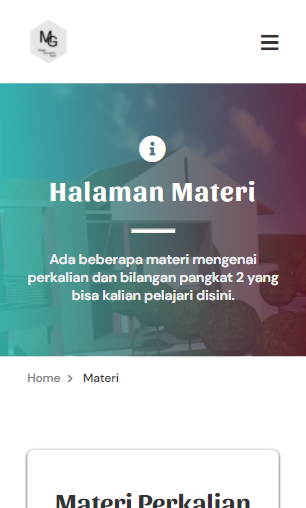 MG
Halaman Materi
Ada beberapa materi mengenai
perkalian dan bilangan pangkat 2 yang
bisa kalian pelajari disini.
Home > Materi
Materi Perkalian